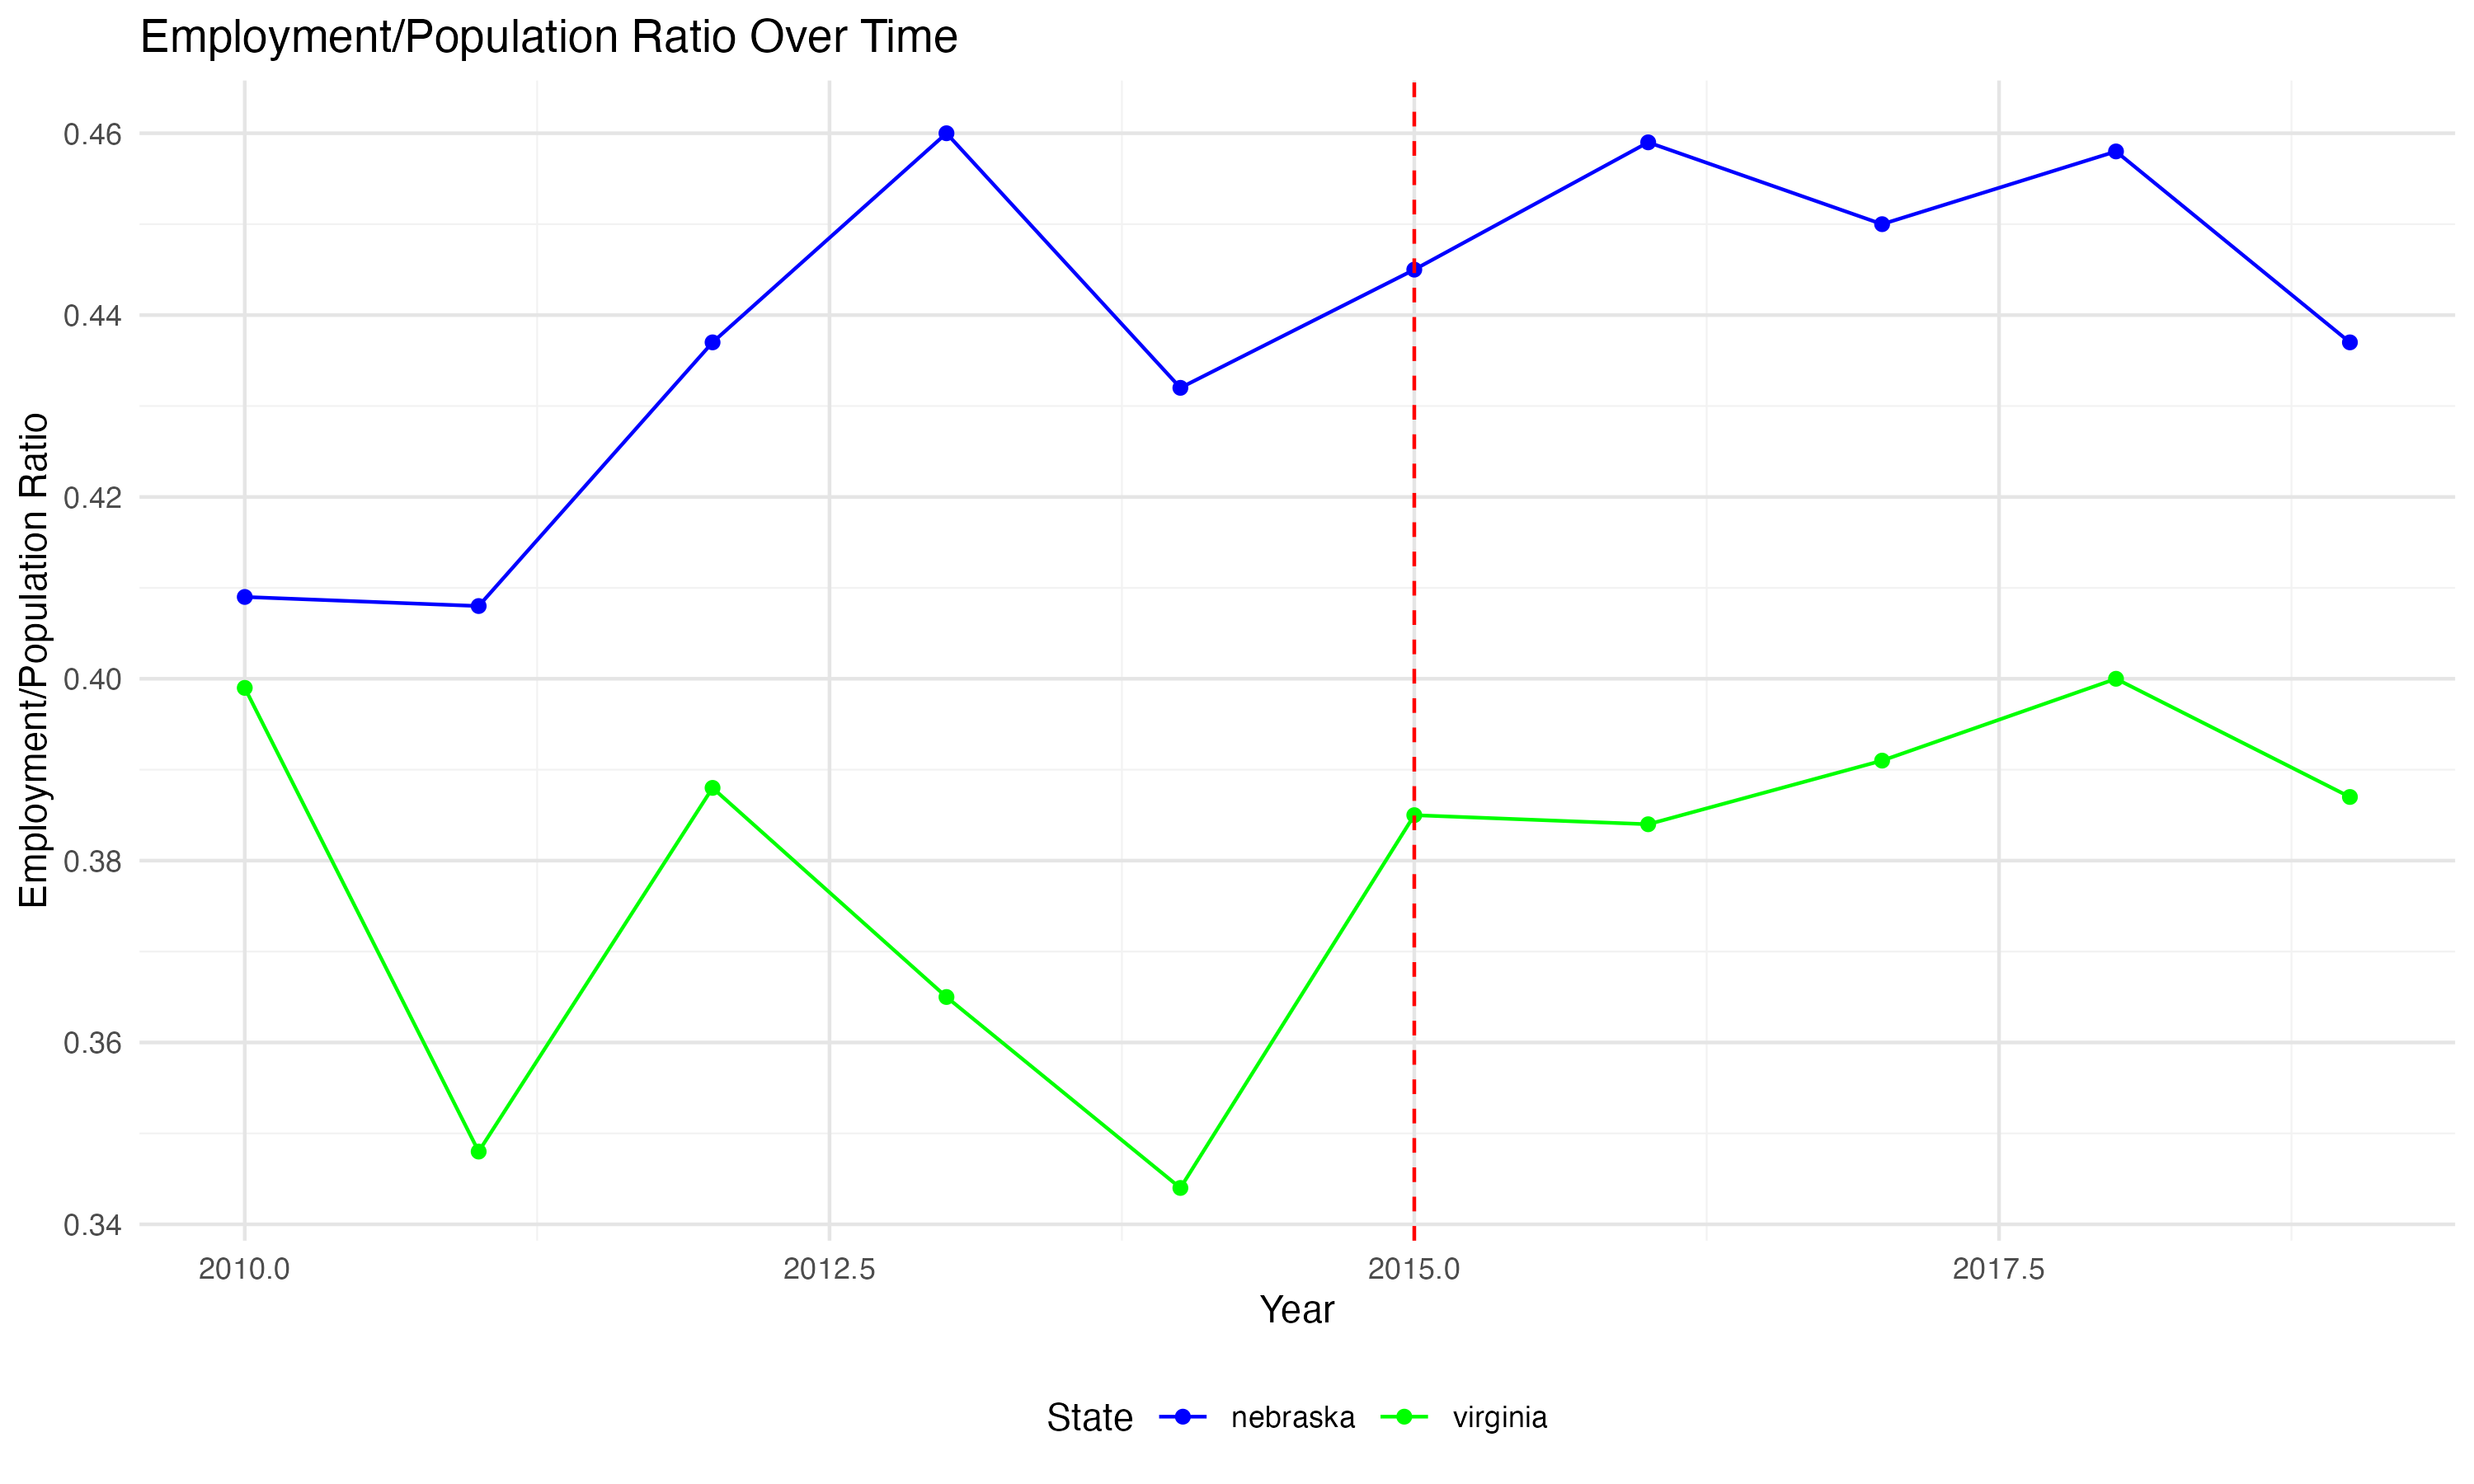 Employment/Population Ratio Over Time
Employment/Population Ratio
0.46
0.44
0.42
0.40
0.38
0.36
0.34
2010.0 2012.5 2015.0 2017.5
Year
State nebraska virginia